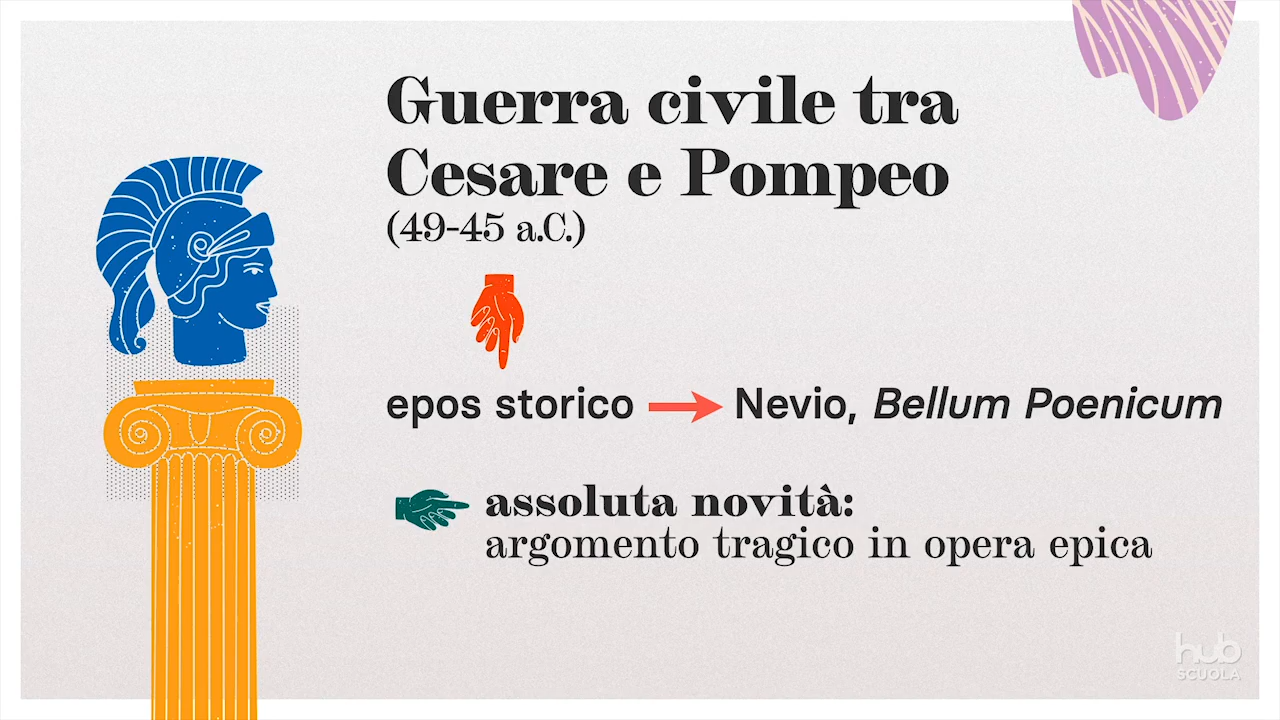 Guerra civile tra
Cesare e Pompeo
(49-45 a.C.)
epos storico Nevio, Bellum Poenicum
assoluta novità:
argomento tragico in opera epica
hub
SCUOLA